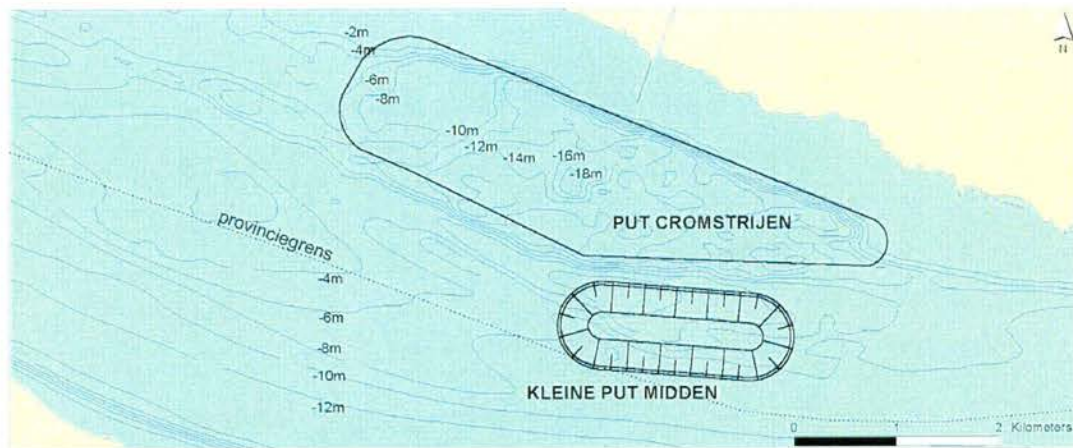 -2m
-4m
N
-6m
-8m
-10m
-12m
-14m
-16m
-18m
PUT CROMSTRIJEN
provinciegrens
-4m
-6m
-8m
-10m
-12m
KLEINE PUT MIDDEN
0 1 2 Kilometers